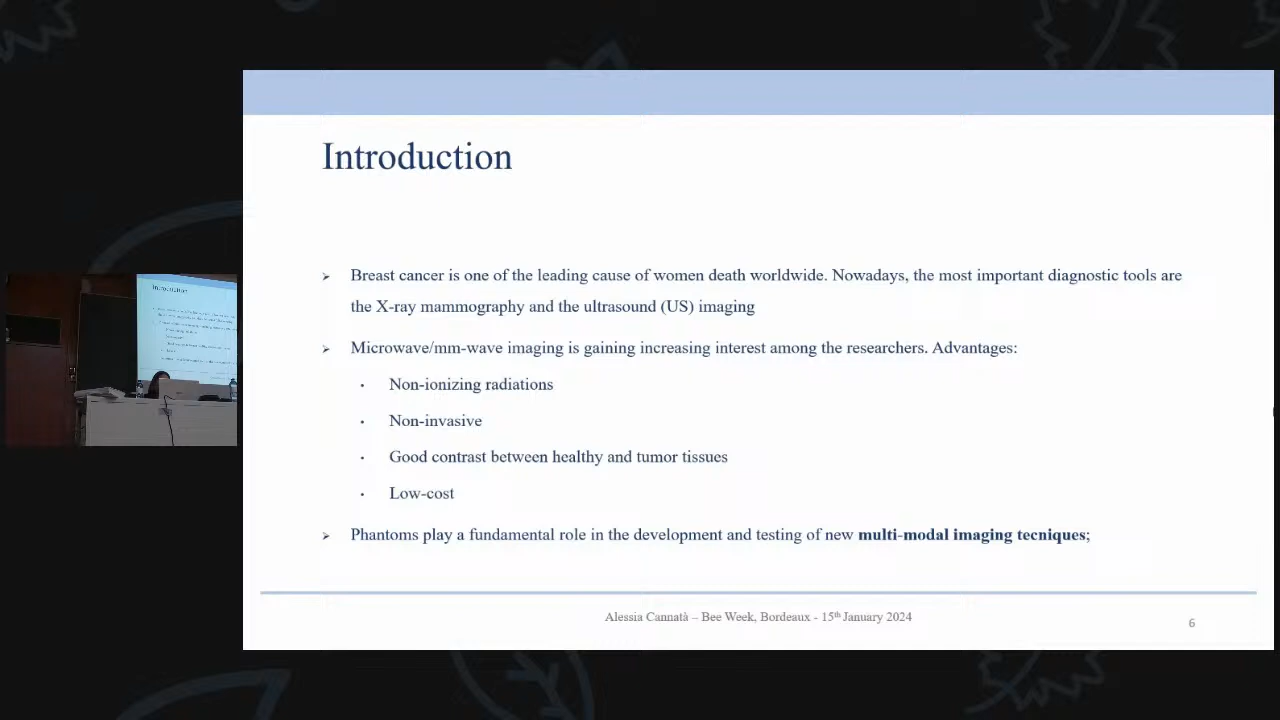 Introduction
Breast cancer is one of the leading cause of women death worldwide. Nowadays, the most important diagnostic tools are
the X-ray mammography and the ultrasound (US) imaging
Microwave/mm-wave imaging is gaining increasing interest among the researchers. Advantages:
Non-ionizing radiations
Non-invasive
Good contrast between healthy and tumor tissues
Low-cost
Phantoms play a fundamental role in the development and testing of new multi-modal imaging tecniques;
Alessia Cannatà – Bee Week, Bordeaux - 15th January 2024
6
Introduction